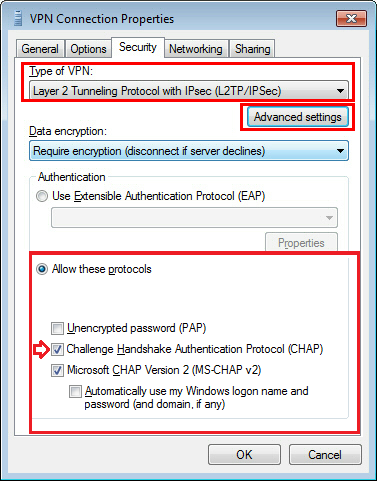 VPN Connection Properties
General Options Security Networking Sharing
Type of VPN:
Layer 2 Tunneling Protocol with IPsec (L2TP/IPSec)
Advanced settings
Data encryption:
Require encryption (disconnect if server declines)
Authentication
Use Extensible Authentication Protocol (EAP)
Properties
Allow these protocols
Unencrypted password (PAP)
Challenge Handshake Authentication Protocol (CHAP)
Microsoft CHAP Version 2 (MS-CHAP v2)
Automatically use my Windows logon name and
password (and domain, if any)
OK Cancel